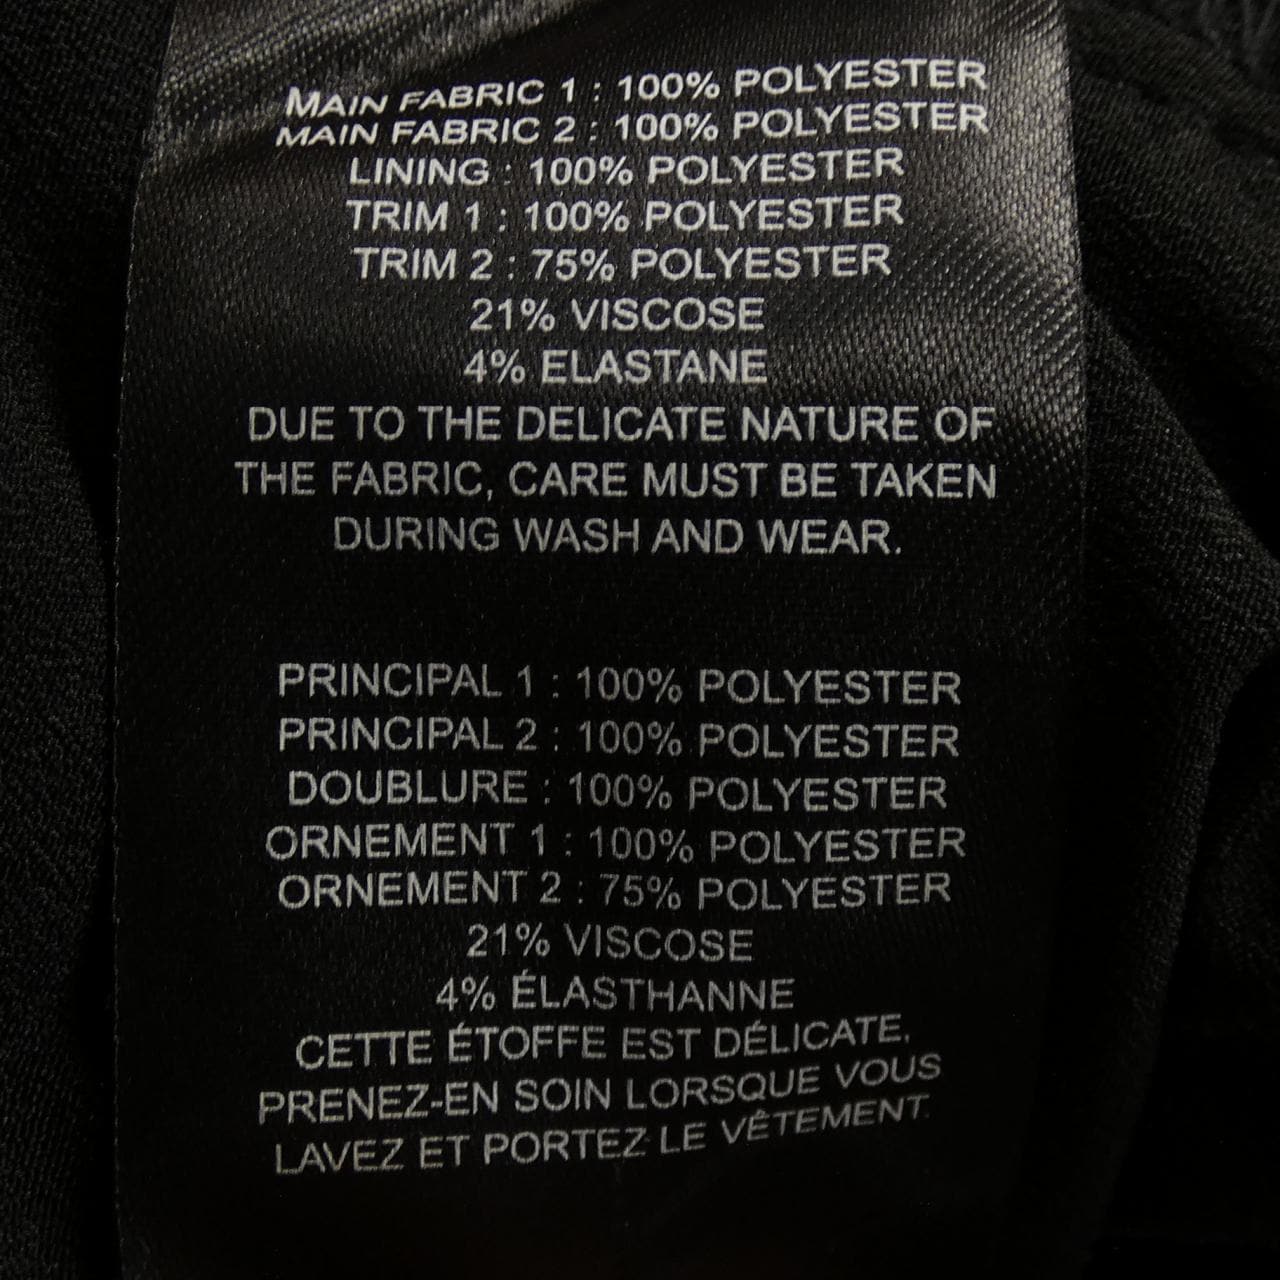 MAIN FABRIC 1 : 100% POLYESTER
MAIN FABRIC 2 : 100% POLYESTER
LINING : 100% POLYESTER
TRIM 1 : 100% POLYESTER
TRIM 2 : 75% POLYESTER
21% VISCOSE
4% ELASTANE
DUE TO THE DELICATE NATURE OF
THE FABRIC, CARE MUST BE TAKEN
DURING WASH AND WEAR.
PRINCIPAL 1 : 100% POLYESTER
PRINCIPAL 2 : 100% POLYESTER
DOUBLURE : 100% POLYESTER
ORNEMENT 1 : 100% POLYESTER
ORNEMENT 2 : 75% POLYESTER
21% VISCOSE
4% ÉLASTHANNE
CETTE ÉTOFFE EST DÉLICATE,
PRENEZ-EN SOIN LORSQUE VOUS
LAVEZ ET PORTEZ LE VÊTEMENT.